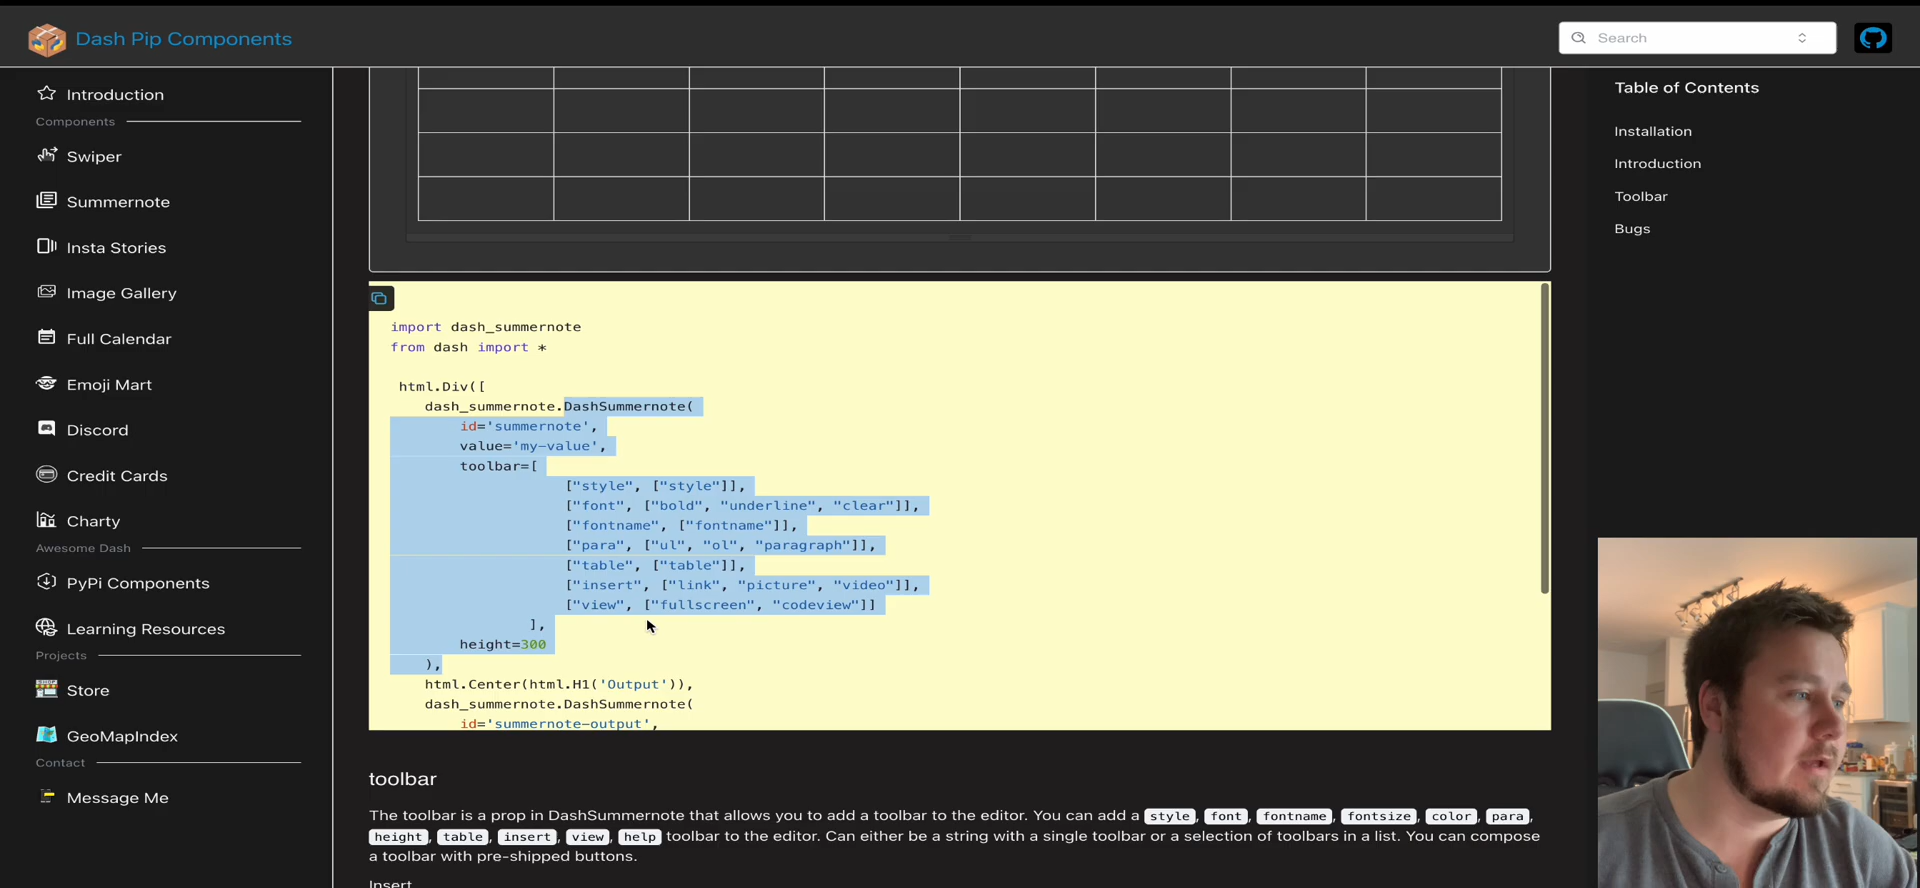 Dash Pip Components
Search
Introduction
Components
Swiper
Summernote
Insta Stories
Image Gallery
Full Calendar
Emoji Mart
Discord
Credit Cards
Charty
Awesome Dash
PyPi Components
Learning Resources
Projects
Store
GeoMapIndex
Contact
Message Me
import dash_summernote
from dash import *
html.Div([
dash_summernote.DashSummernote(
id='summernote',
value='my-value',
toolbar=[
["style", ["style"]],
["font", ["bold", "underline", "clear"]],
["fontname", ["fontname"]],
["para", ["ul", "ol", "paragraph"]],
["table", ["table"]],
["insert", ["link", "picture", "video"]],
["view", ["fullscreen", "codeview"]]
],
height=300
),
html.Center(html.H1('Output')),
dash_summernote.DashSummernote(
id='summernote-output',
toolbar
The toolbar is a prop in DashSummernote that allows you to add a toolbar to the editor. You can add a style, font, fontname, fontsize, color, para,
height, table, insert, view, help toolbar to the editor. Can either be a string with a single toolbar or a selection of toolbars in a list. You can compose
a toolbar with pre-shipped buttons.
Insert
Table of Contents
Installation
Introduction
Toolbar
Bugs